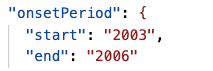 "onsetPeriod": {
"start": "2003",
"end": "2006"